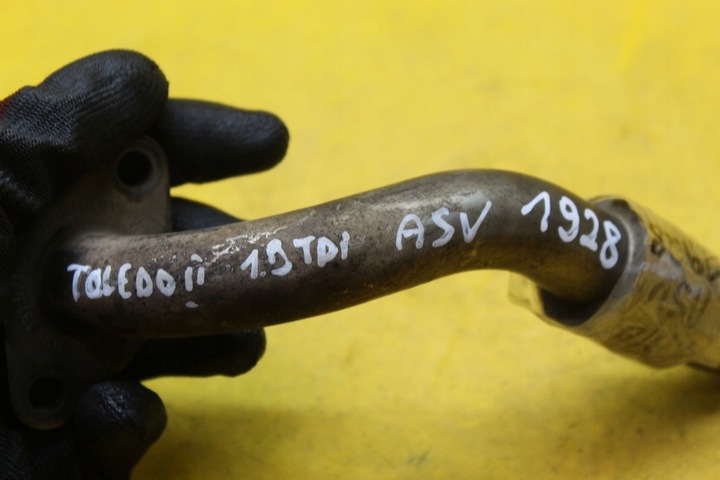 TOLEDO ii 1.9 TDI ASV 1928